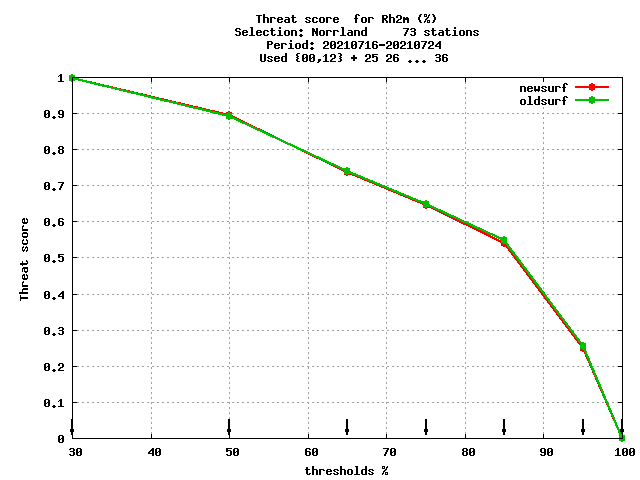 Threat score  for Rh2m (%)
Selection: Norrland     73 stations
Period: 20210716-20210724
Used {00,12} + 25 26 ... 36
newsurf
oldsurf
1
0.9
0.8
0.7
0.6
0.5
0.4
0.3
0.2
0.1
0
Threat score
30 40 50 60 70 80 90 100
thresholds %